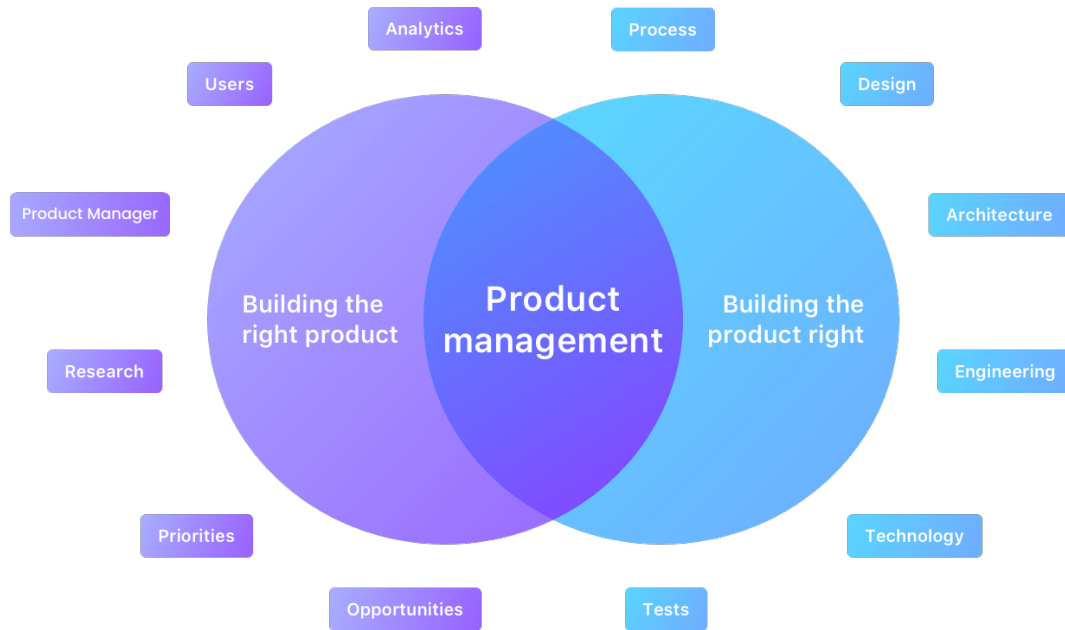 Analytics
Process
Users
Design
Product Manager
Architecture
Building the
right product
Product
management
Building the
product right
Research
Engineering
Priorities
Technology
Opportunities
Tests